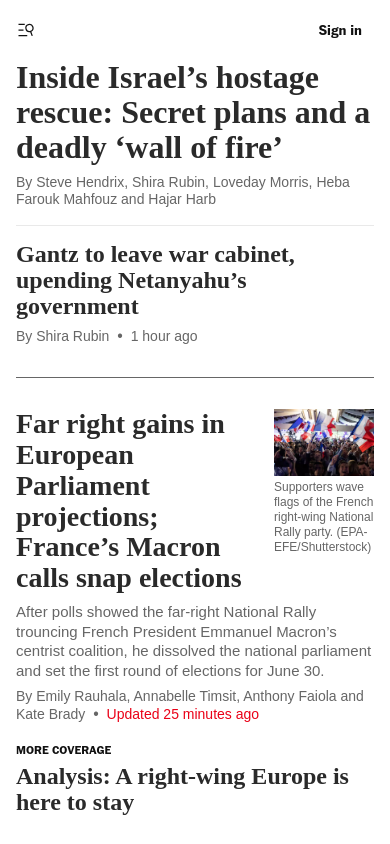 Sign in
Inside Israel’s hostage
rescue: Secret plans and a
deadly ‘wall of fire’
By Steve Hendrix, Shira Rubin, Loveday Morris, Heba
Farouk Mahfouz and Hajar Harb
Gantz to leave war cabinet,
upending Netanyahu’s
government
By Shira Rubin • 1 hour ago
Far right gains in
European
Parliament
projections;
France’s Macron
calls snap elections
Supporters wave
flags of the French
right-wing National
Rally party. (EPA-
EFE/Shutterstock)
After polls showed the far-right National Rally
trouncing French President Emmanuel Macron’s
centrist coalition, he dissolved the national parliament
and set the first round of elections for June 30.
By Emily Rauhala, Annabelle Timsit, Anthony Faiola and
Kate Brady • Updated 25 minutes ago
MORE COVERAGE
Analysis: A right-wing Europe is
here to stay